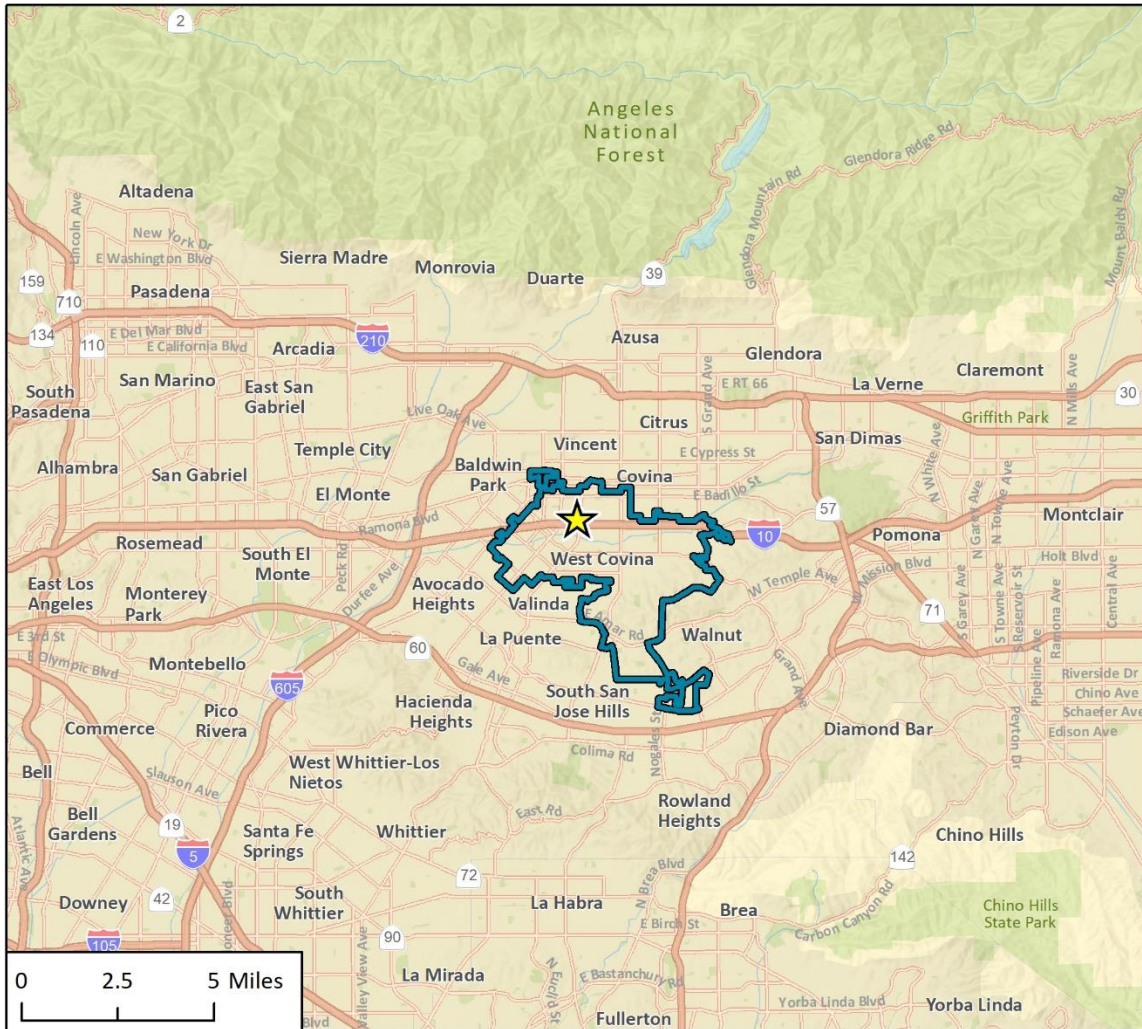 2
Angeles
National
Forest
Glendora Ridge Rd
Glendora Mountain Rd
Mount Baldy Rd
Altadena
Lincoln Ave
New York Dr
E Washington Blvd
Sierra Madre
Monrovia
Duarte
39
159
710
Pasadena
134
110
E Del Mar Blvd
E California Blvd
Arcadia
210
Azusa
Glendora
Claremont
La Verne
E RT 66
S Grand Ave
30
N Mills Ave
South
Pasadena
San Marino
East San
Gabriel
Live Oak Ave
Citrus
Griffith Park
Temple City
Vincent
San Dimas
E Cypress St
Alhambra
San Gabriel
Baldwin
Park
Covina
E Badillo St
N White Ave
El Monte
57
N Garey Ave
N Towne Ave
Montclair
Ramona Blvd
10
Pomona
Rosemead
South El
Monte
Peck Rd
Durfee Ave
West Covina
Holt Blvd
W Mission Blvd
W Temple Ave
East Los
Angeles
Monterey
Park
Avocado
Heights
Valinda
E Amar Rd
71
S Garey Ave
S Towne Ave
S Reservoir St
Ramona Ave
Central Ave
E 3rd St
La Puente
Walnut
E Olympic Blvd
Montebello
60
Gale Ave
Grand Ave
Pipeline Ave
605
Riverside Dr
Chino Ave
Schaefer Ave
Edison Ave
Hacienda
Heights
South San
Jose Hills
Nogales St
Pico
Rivera
Commerce
Diamond Bar
Peyton Dr
Colima Rd
Bell
West Whittier-Los
Nietos
Slauson Ave
Rowland
Heights
East Rd
Bell
Gardens
Atlantic Ave
19
Santa Fe
Springs
Whittier
Chino Hills
5
142
72
N Brea Blvd
Downey
42
South
Whittier
La Habra
Brea
Carbon Canyon Rd
Chino Hills
State Park
E Birch St
105
oneer Blvd
Valley View Ave
90
0 2.5 5 Miles
La Mirada
N Euclid St
E Bastanchury Rd
Yorba Linda Blvd
Yorba Linda
Blvd
Fullerton